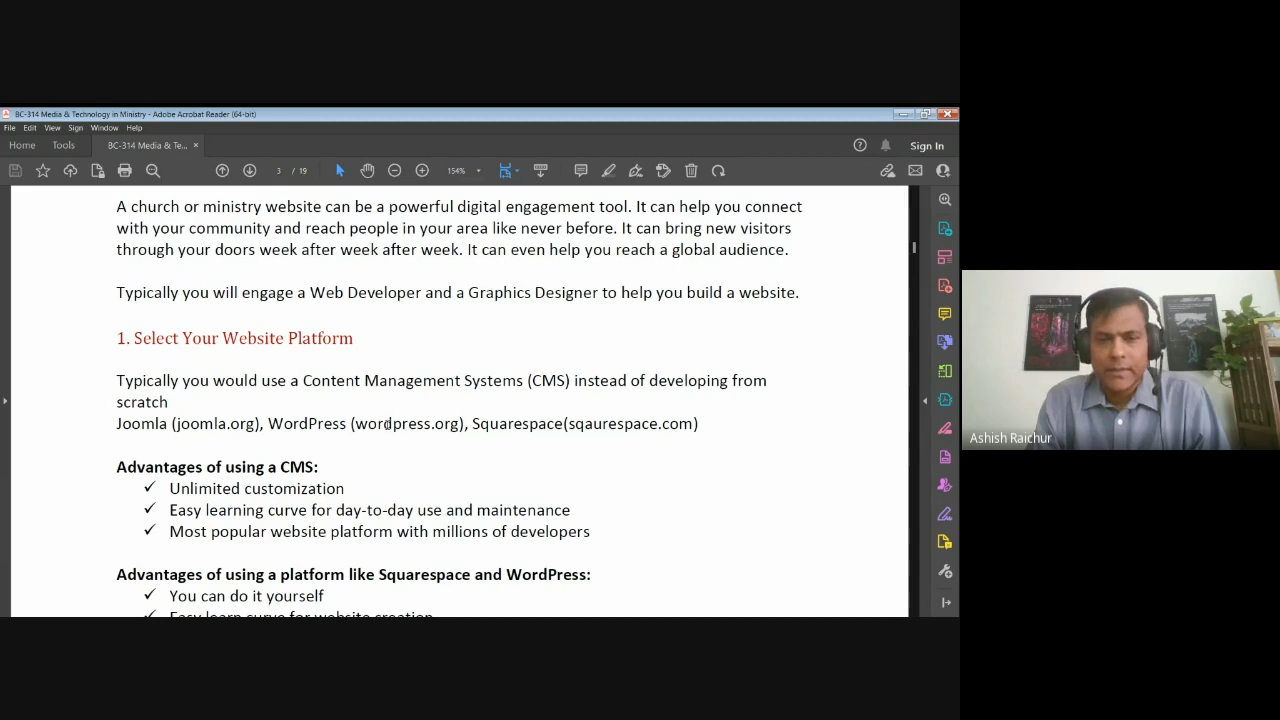 BC-314 Media & Technology in Ministry - Adobe Acrobat Reader (64-bit)
File Edit View Sign Window Help
Home Tools BC-314 Media & Te... × Sign In
3 / 19 154%
A church or ministry website can be a powerful digital engagement tool. It can help you connect
with your community and reach people in your area like never before. It can bring new visitors
through your doors week after week after week. It can even help you reach a global audience.
Typically you will engage a Web Developer and a Graphics Designer to help you build a website.
1. Select Your Website Platform
Typically you would use a Content Management Systems (CMS) instead of developing from
scratch
Joomla (joomla.org), WordPress (wordpress.org), Squarespace(sqaurespace.com)
Advantages of using a CMS:
✓ Unlimited customization
✓ Easy learning curve for day-to-day use and maintenance
✓ Most popular website platform with millions of developers
Advantages of using a platform like Squarespace and WordPress:
✓ You can do it yourself
✓ Easy learn curve for website creation
Ashish Raichur